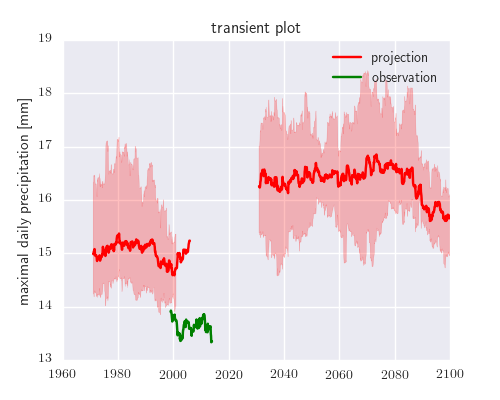 transient plot
maximal daily precipitation [mm]
19
18
17
16
15
14
13
projection
observation
1960 1980 2000 2020 2040 2060 2080 2100